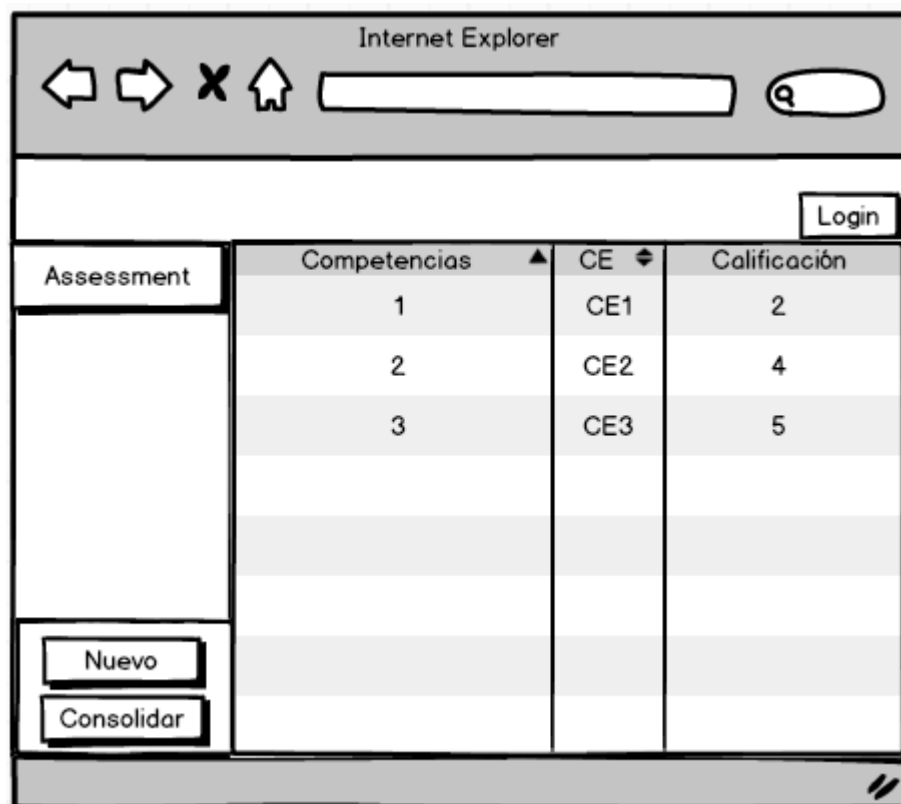 Internet Explorer
Login
Assessment
Competencias CE Calificación
1 CE1 2
2 CE2 4
3 CE3 5
Nuevo
Consolidar